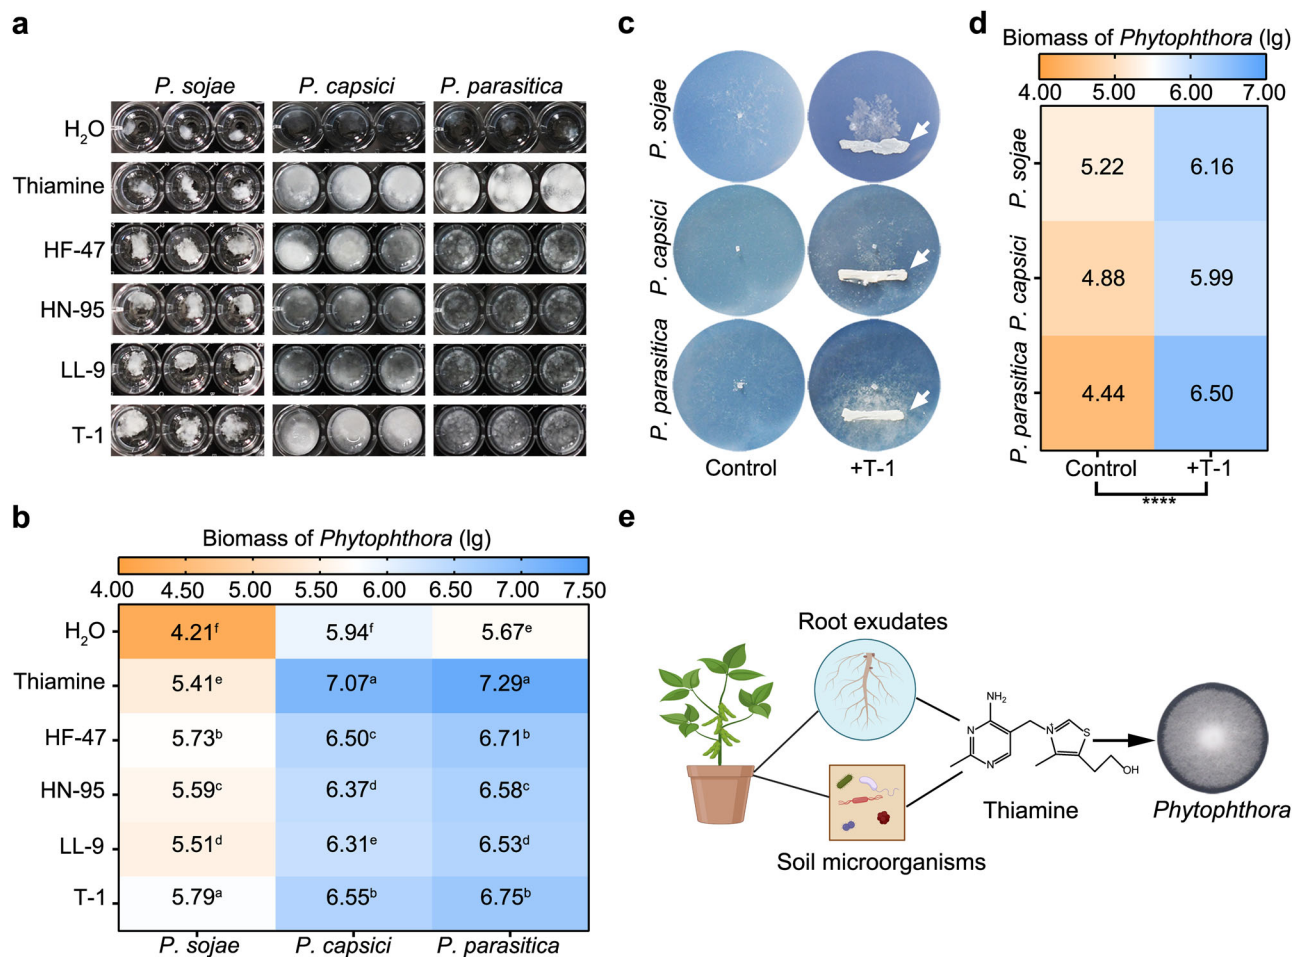 a
P. sojae P. capsici P. parasitica
H₂O
Thiamine
HF-47
HN-95
LL-9
T-1
b
Biomass of Phytophthora (lg)
4.00 4.50 5.00 5.50 6.00 6.50 7.00 7.50
H₂O 4.21ᶠ 5.94ᶠ 5.67ᵉ
Thiamine 5.41ᵉ 7.07ᵃ 7.29ᵃ
HF-47 5.73ᵇ 6.50ᶜ 6.71ᵇ
HN-95 5.59ᶜ 6.37ᵈ 6.58ᶜ
LL-9 5.51ᵈ 6.31ᵉ 6.53ᵈ
T-1 5.79ᵃ 6.55ᵇ 6.75ᵇ
P. sojae P. capsici P. parasitica
c
P. sojae
P. capsici
P. parasitica
Control +T-1
d
Biomass of Phytophthora (lg)
4.00 5.00 6.00 7.00
P. sojae 5.22 6.16
P. capsici 4.88 5.99
P. parasitica 4.44 6.50
Control +T-1
****
e
Root exudates
Soil microorganisms
NH₂
N
N
N⁺
S
OH
Thiamine
Phytophthora